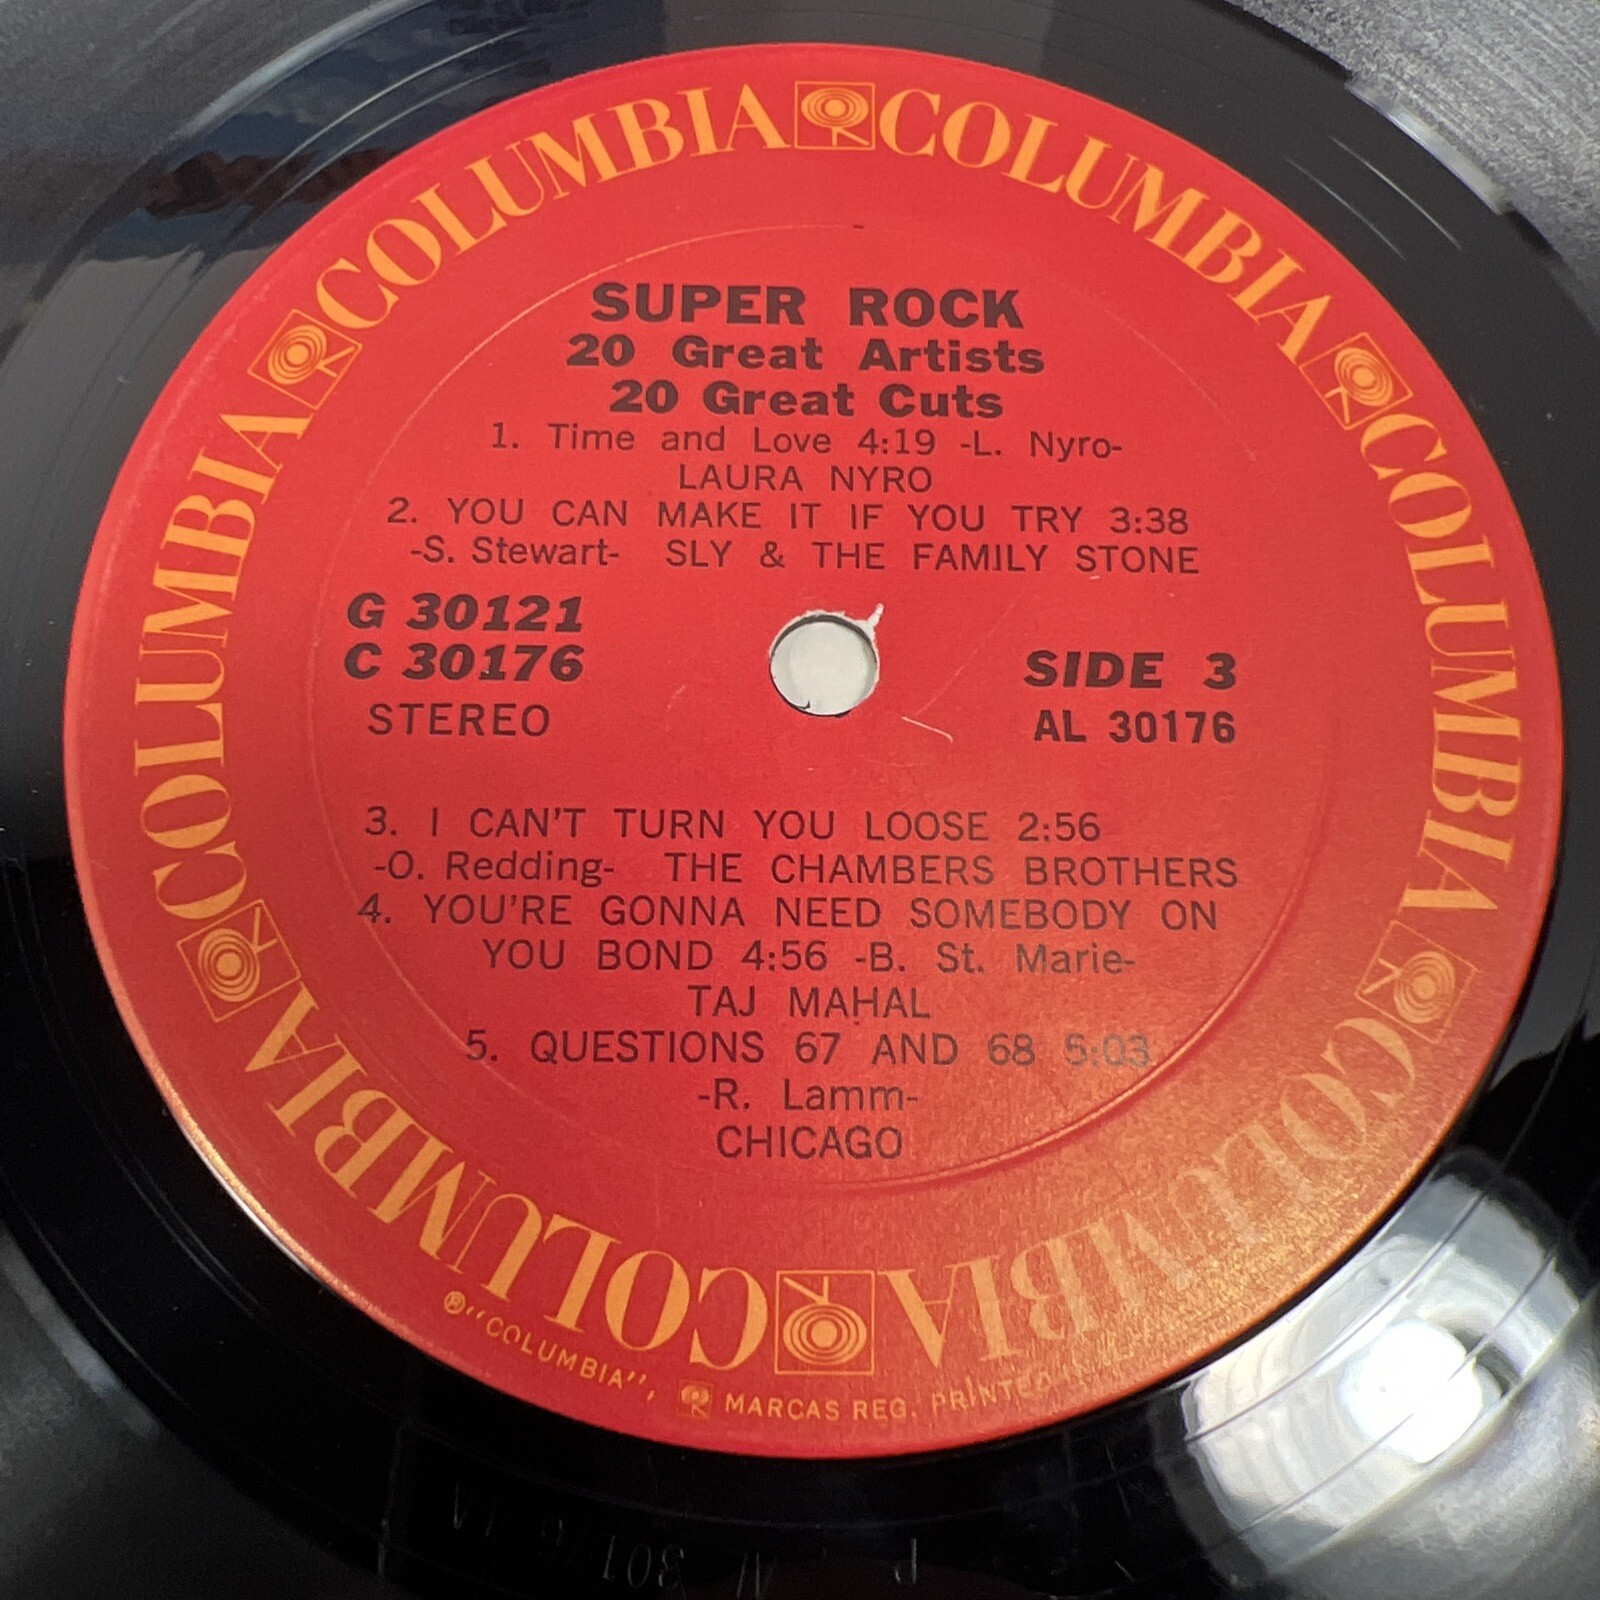 COLUMBIA COLUMBIA COLUMBIA COLUMBIA COLUMBIA COLUMBIA
SUPER ROCK
20 Great Artists
20 Great Cuts
1. Time and Love 4:19 -L. Nyro-
LAURA NYRO
2. YOU CAN MAKE IT IF YOU TRY 3:38
-S. Stewart- SLY & THE FAMILY STONE
G 30121
C 30176
STEREO
SIDE 3
AL 30176
3. I CAN'T TURN YOU LOOSE 2:56
-O. Redding- THE CHAMBERS BROTHERS
4. YOU'RE GONNA NEED SOMEBODY ON
YOU BOND 4:56 -B. St. Marie-
TAJ MAHAL
5. QUESTIONS 67 AND 68 5:03
-R. Lamm-
CHICAGO
®"COLUMBIA", MARCAS REG. PRINTED